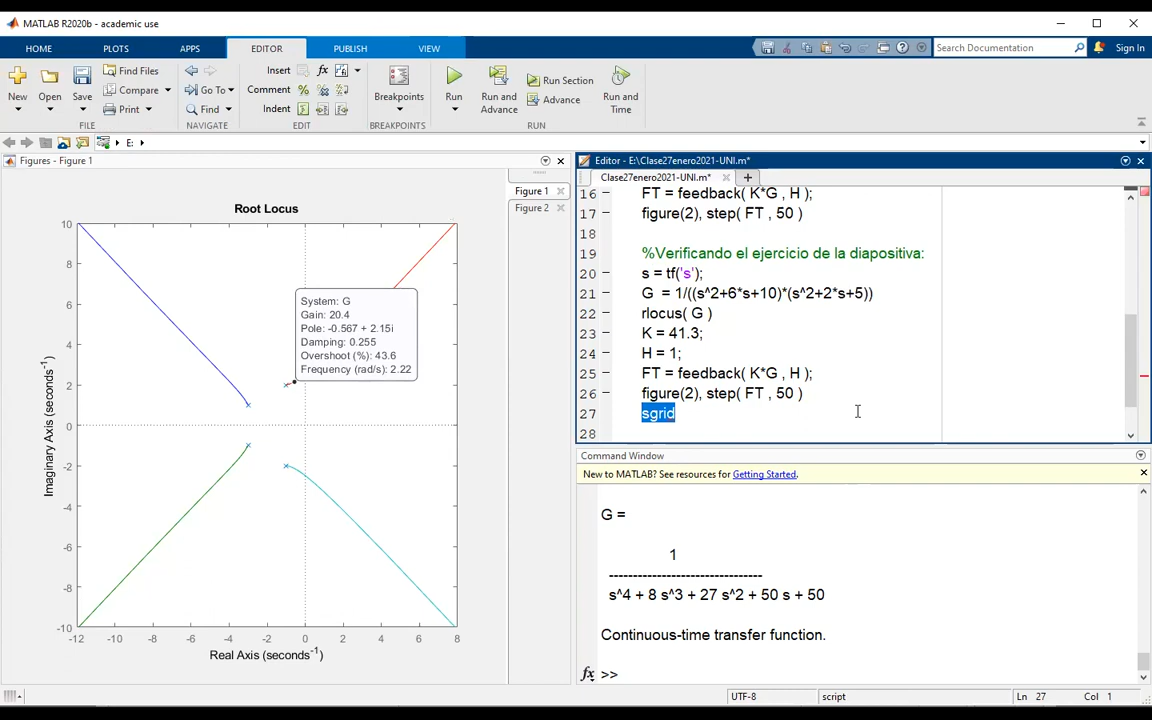 MATLAB R2020b - academic use
HOME PLOTS APPS EDITOR PUBLISH VIEW
Search Documentation
Sign In
New
Open
Save
Find Files
Compare
Print
FILE
Go To
Find
NAVIGATE
Insert
Comment
Indent
EDIT
Breakpoints
BREAKPOINTS
Run
Run and Advance
Run Section
Advance
Run and Time
RUN
E:
Figures - Figure 1
Figure 1
Figure 2
Root Locus
10
8
6
4
2
0
-2
-4
-6
-8
-10
-12 -10 -8 -6 -4 -2 0 2 4 6 8
Imaginary Axis (seconds⁻¹)
Real Axis (seconds⁻¹)
System: G
Gain: 20.4
Pole: -0.567 + 2.15i
Damping: 0.255
Overshoot (%): 43.6
Frequency (rad/s): 2.22
Editor - E:\Clase27enero2021-UNI.m*
Clase27enero2021-UNI.m*
16 – FT = feedback( K*G , H );
17 – figure(2), step( FT , 50 )
18
19 %Verificando el ejercicio de la diapositiva:
20 – s = tf('s');
21 – G = 1/((s^2+6*s+10)*(s^2+2*s+5))
22 – rlocus( G )
23 – K = 41.3;
24 – H = 1;
25 – FT = feedback( K*G , H );
26 – figure(2), step( FT , 50 )
27 sgrid
28
Command Window
New to MATLAB? See resources for Getting Started.
G =
1
---------------------------------
s^4 + 8 s^3 + 27 s^2 + 50 s + 50
Continuous-time transfer function.
fx >>
UTF-8
script
Ln 27 Col 1